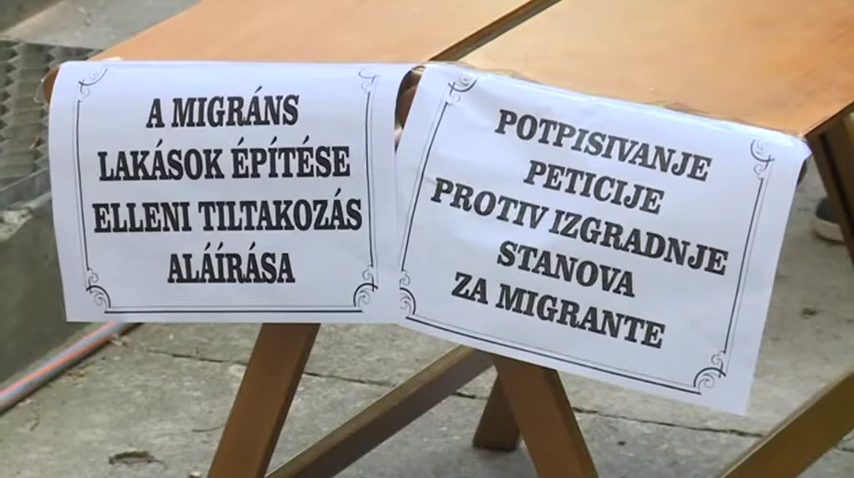 A MIGRÁNS
LAKÁSOK ÉPÍTÉSE
ELLENI TILTAKOZÁS
ALÁÍRÁSA
POTPISIVANJE
PETICIJE
PROTIV IZGRADNJE
STANOVA
ZA MIGRANTE